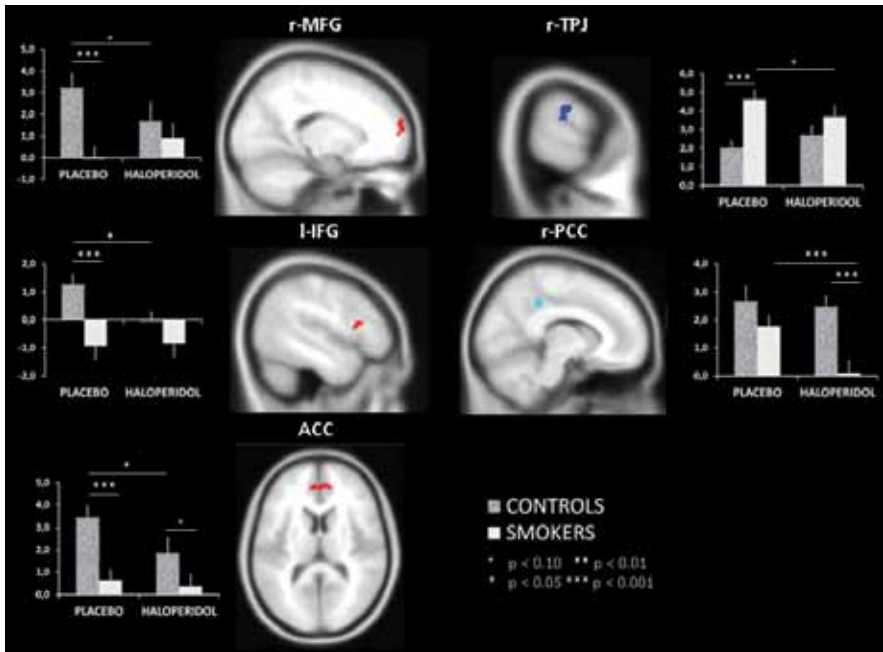 r-MFG
r-TPJ
5,0
4,0
3,0
2,0
1,0
0,0
-1,0
*
***
PLACEBO HALOPERIDOL
6,0
5,0
4,0
3,0
2,0
1,0
0,0
***
*
PLACEBO HALOPERIDOL
l-IFG
r-PCC
2,0
1,0
0,0
-1,0
-2,0
*
***
PLACEBO HALOPERIDOL
4,0
3,0
2,0
1,0
0,0
***
***
PLACEBO HALOPERIDOL
ACC
5,0
4,0
3,0
2,0
1,0
0,0
*
***
*
PLACEBO HALOPERIDOL
CONTROLS
SMOKERS
p < 0.10 ** p < 0.01
* p < 0.05 *** p < 0.001